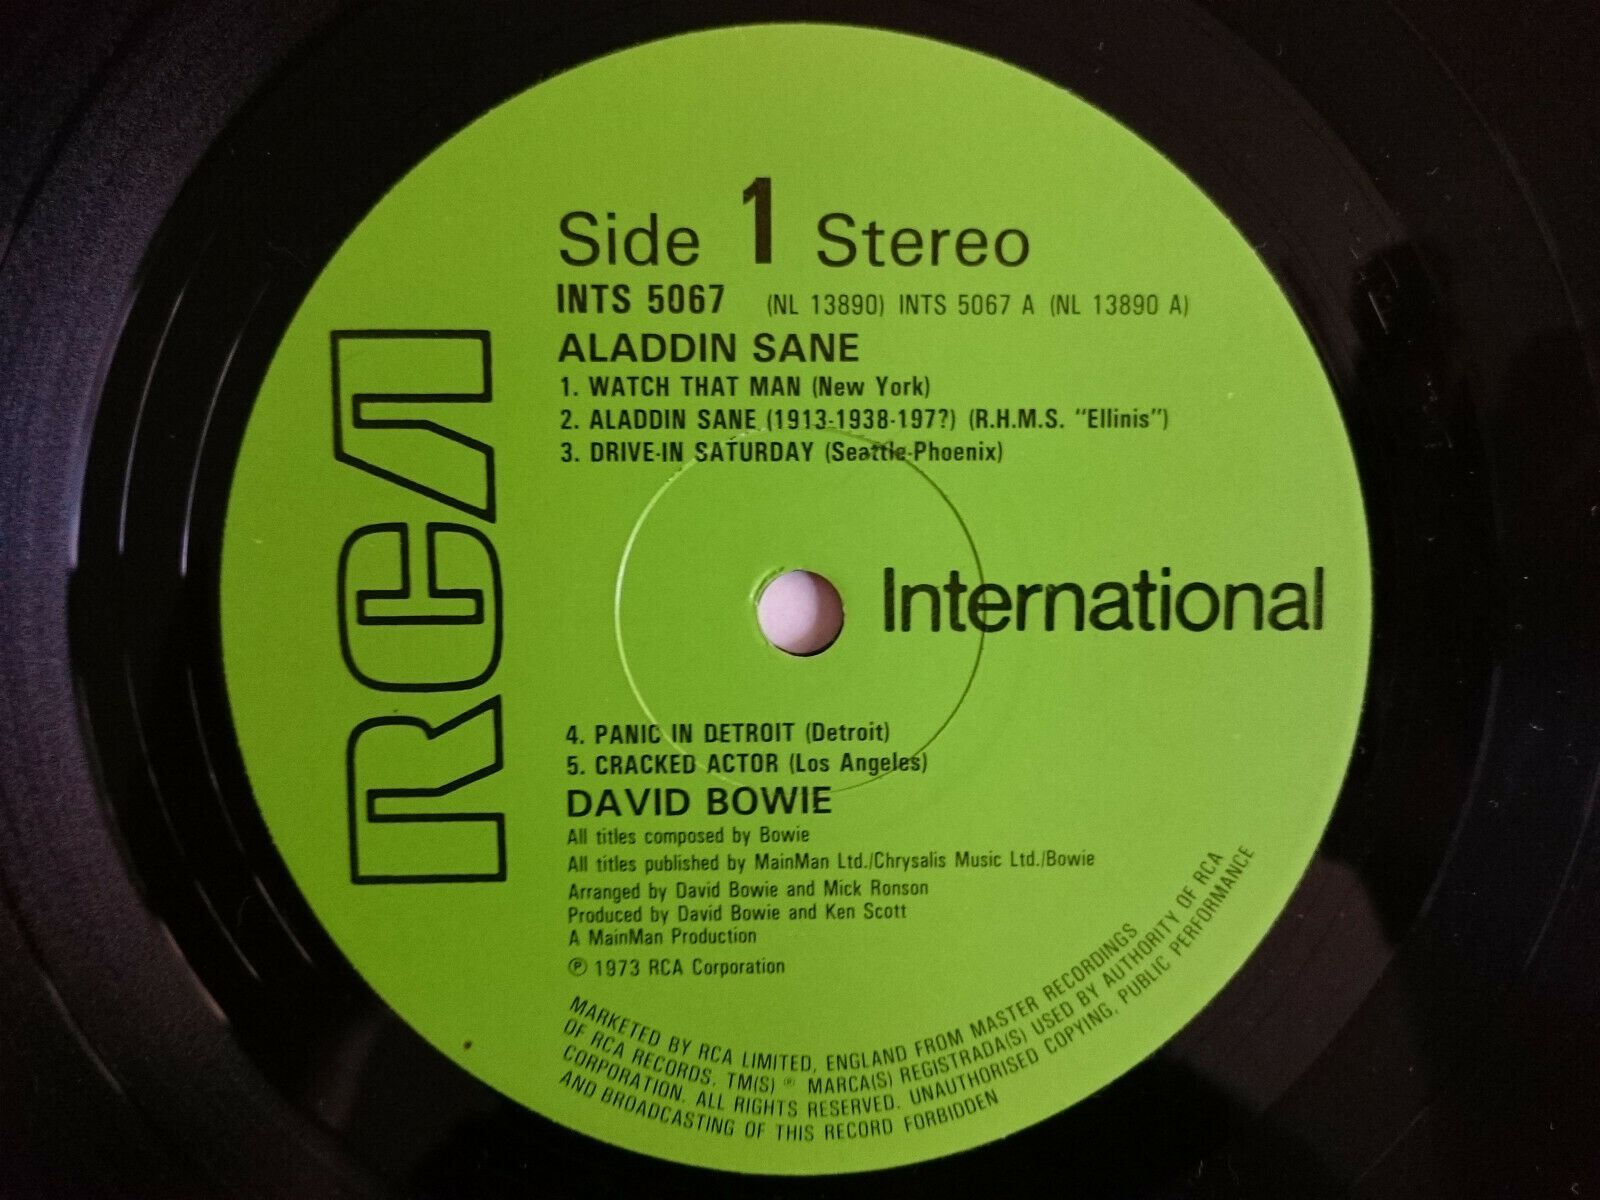 RCA
Side 1 Stereo
INTS 5067 (NL 13890) INTS 5067 A (NL 13890 A)
ALADDIN SANE
1. WATCH THAT MAN (New York)
2. ALADDIN SANE (1913-1938-197?) (R.H.M.S. "Ellinis")
3. DRIVE-IN SATURDAY (Seattle-Phoenix)
International
4. PANIC IN DETROIT (Detroit)
5. CRACKED ACTOR (Los Angeles)
DAVID BOWIE
All titles composed by Bowie
All titles published by MainMan Ltd./Chrysalis Music Ltd./Bowie
Arranged by David Bowie and Mick Ronson
Produced by David Bowie and Ken Scott
A MainMan Production
℗ 1973 RCA Corporation
MARKETED BY RCA LIMITED, ENGLAND FROM MASTER RECORDINGS
OF RCA RECORDS. TM(S) ® MARCA(S) REGISTRADA(S) USED BY AUTHORITY OF RCA
CORPORATION. ALL RIGHTS RESERVED. UNAUTHORISED COPYING, PUBLIC PERFORMANCE
AND BROADCASTING OF THIS RECORD FORBIDDEN